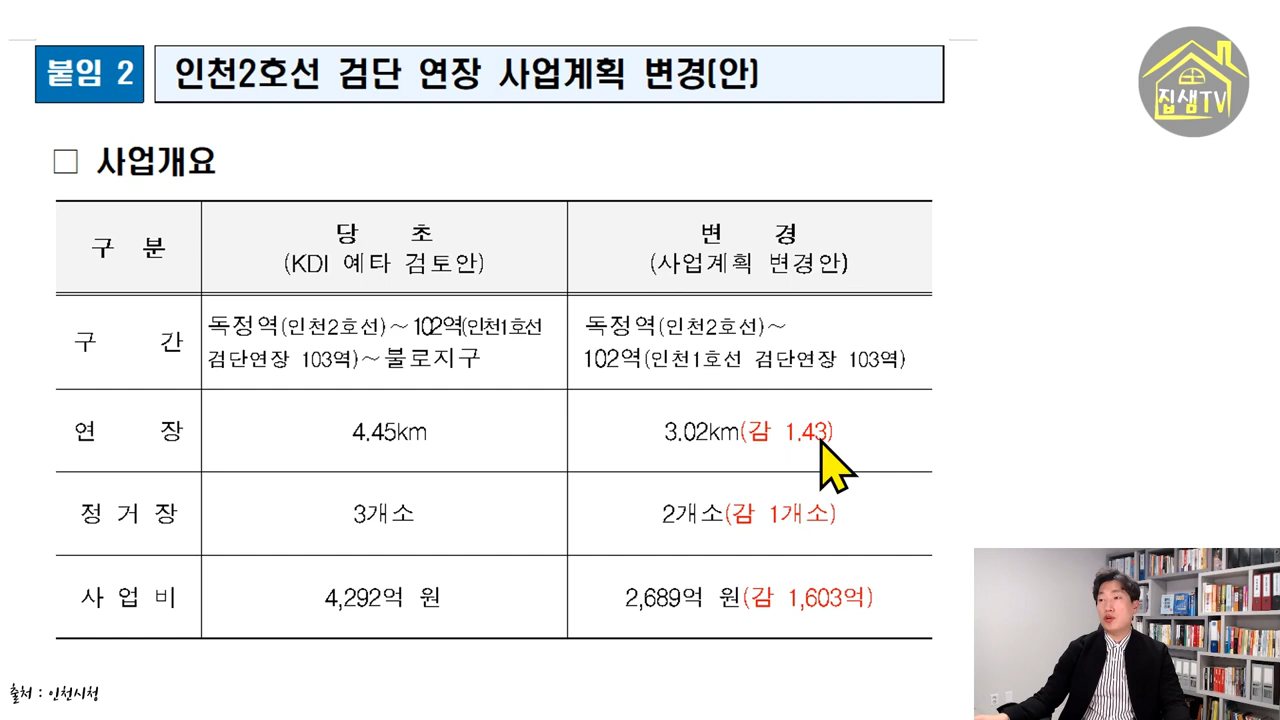 붙임 2
인천2호선 검단 연장 사업계획 변경(안)
집샘TV
□ 사업개요
구 분
당 초
(KDI 예타 검토안)
변 경
(사업계획 변경안)
구 간
독정역(인천2호선)~102역(인천1호선
검단연장 103역)~불로지구
독정역(인천2호선)~
102역(인천1호선 검단연장 103역)
연 장
4.45km
3.02km(감 1.43)
정 거 장
3개소
2개소(감 1개소)
사 업 비
4,292억 원
2,689억 원(감 1,603억)
출처 : 인천시청